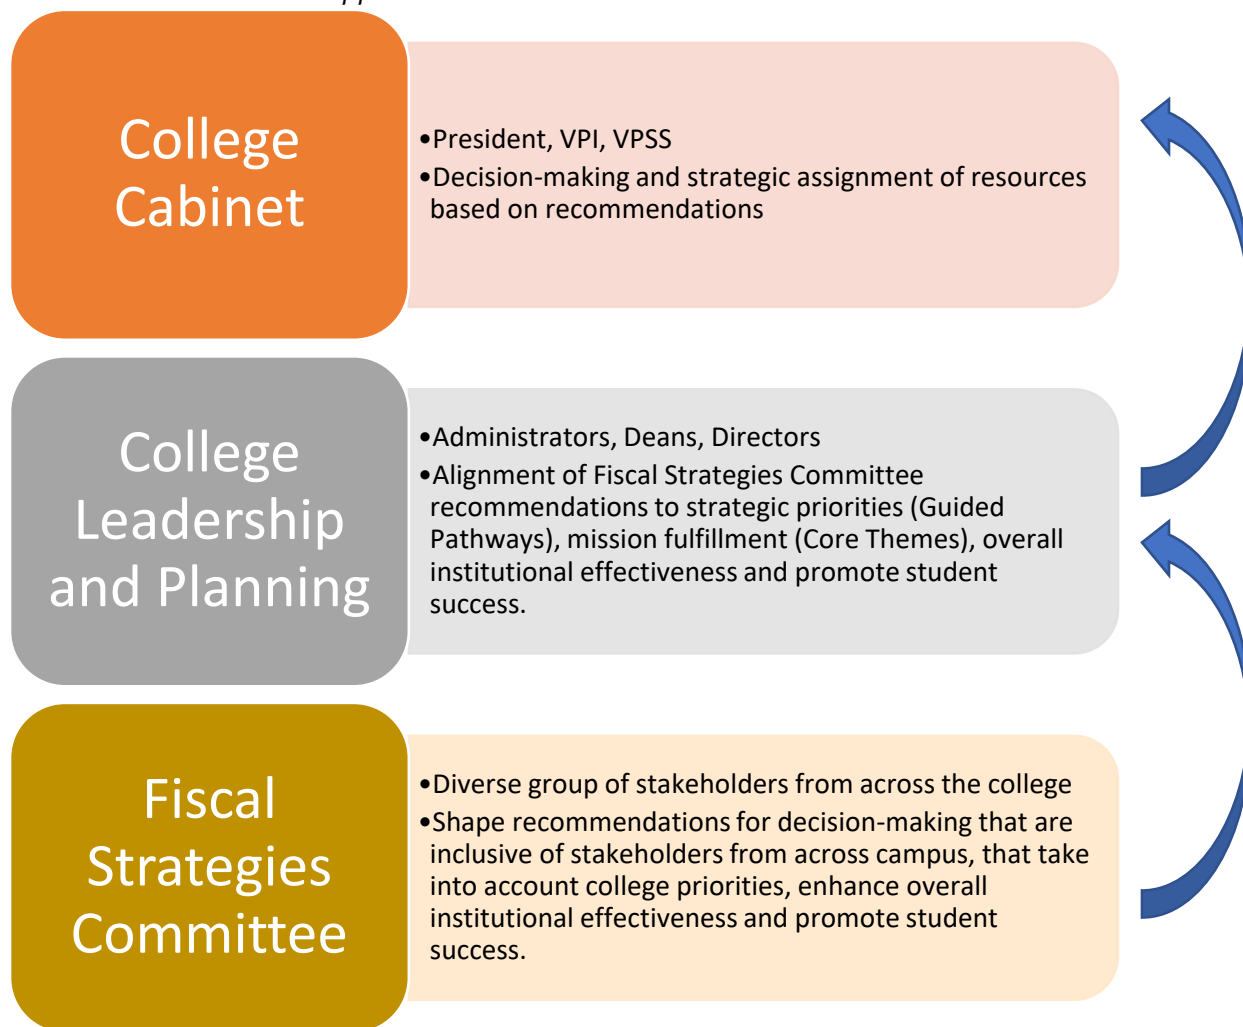 College
Cabinet
•President, VPI, VPSS
•Decision-making and strategic assignment of resources
based on recommendations
College
Leadership
and Planning
•Administrators, Deans, Directors
•Alignment of Fiscal Strategies Committee
recommendations to strategic priorities (Guided
Pathways), mission fulfillment (Core Themes), overall
institutional effectiveness and promote student
success.
Fiscal
Strategies
Committee
•Diverse group of stakeholders from across the college
•Shape recommendations for decision-making that are
inclusive of stakeholders from across campus, that take
into account college priorities, enhance overall
institutional effectiveness and promote student
success.